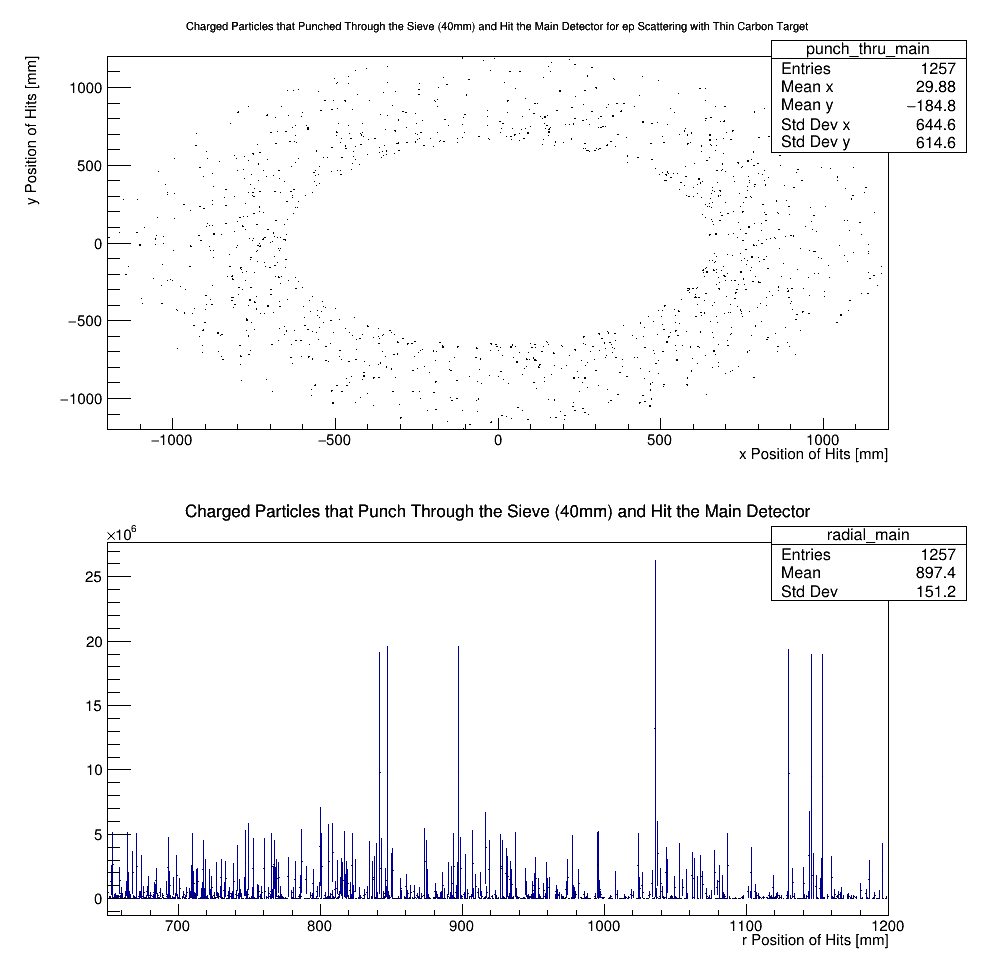 Charged Particles that Punched Through the Sieve (40mm) and Hit the Main Detector for ep Scattering with Thin Carbon Target
punch_thru_main
Entries 1257
Mean x 29.88
Mean y −184.8
Std Dev x 644.6
Std Dev y 614.6
y Position of Hits [mm]
1000
500
0
−500
−1000
−1000 −500 0 500 1000
x Position of Hits [mm]
Charged Particles that Punch Through the Sieve (40mm) and Hit the Main Detector
×10⁶
radial_main
Entries 1257
Mean 897.4
Std Dev 151.2
25
20
15
10
5
0
700 800 900 1000 1100 1200
r Position of Hits [mm]